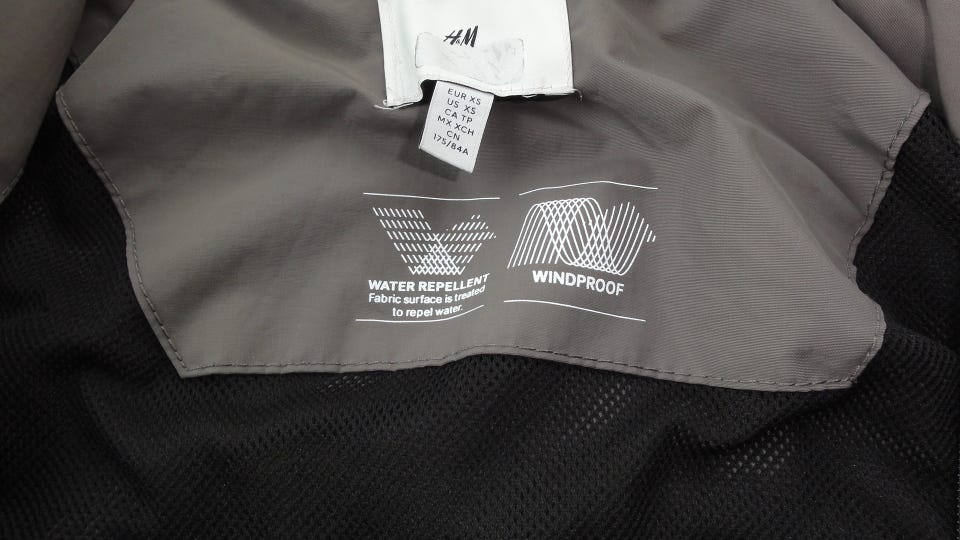 H&M
EUR XS
US XS
CA TP
MX XCH
CN
175/84A
WATER REPELLENT
Fabric surface is treated
to repel water.
WINDPROOF